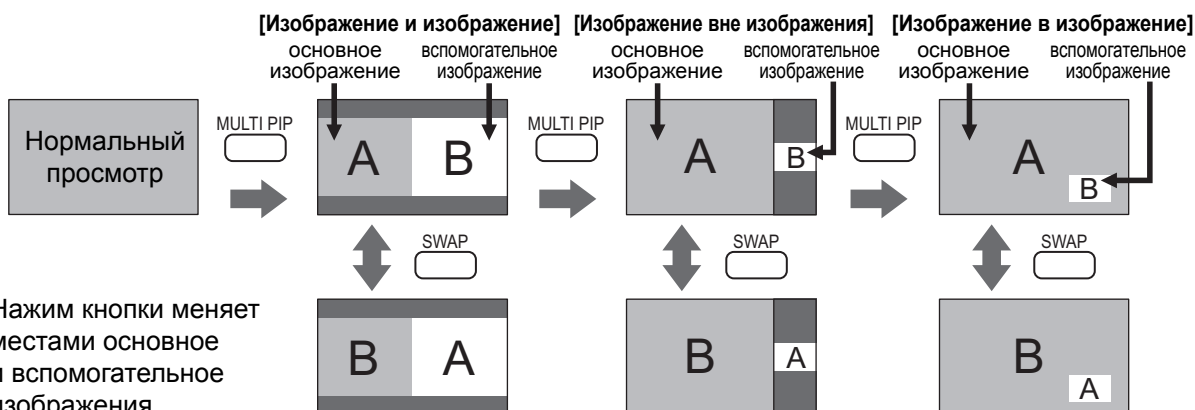 [Изображение и изображение] [Изображение вне изображения] [Изображение в изображение]
основное изображение вспомогательное изображение
основное изображение вспомогательное изображение
основное изображение вспомогательное изображение
Нормальный
просмотр
MULTI PIP
A B
MULTI PIP
A B
MULTI PIP
A B
SWAP
SWAP
SWAP
Нажим кнопки меняет
местами основное
и вспомогательное
изображения
B A
B A
B A